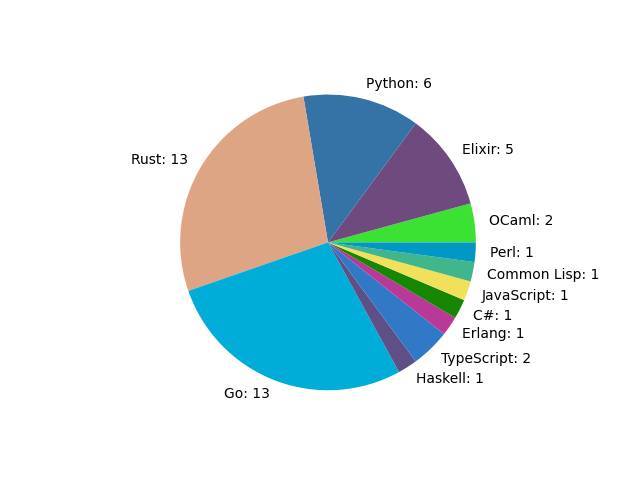 Python: 6
Rust: 13
Elixir: 5
OCaml: 2
Perl: 1
Common Lisp: 1
JavaScript: 1
C#: 1
Erlang: 1
TypeScript: 2
Haskell: 1
Go: 13